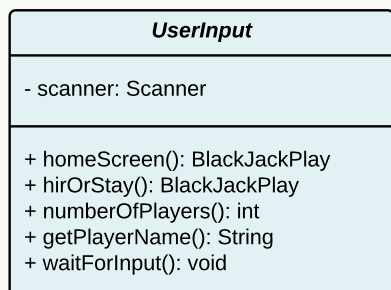 UserInput
- scanner: Scanner
+ homeScreen(): BlackJackPlay
+ hirOrStay(): BlackJackPlay
+ numberOfPlayers(): int
+ getPlayerName(): String
+ waitForInput(): void